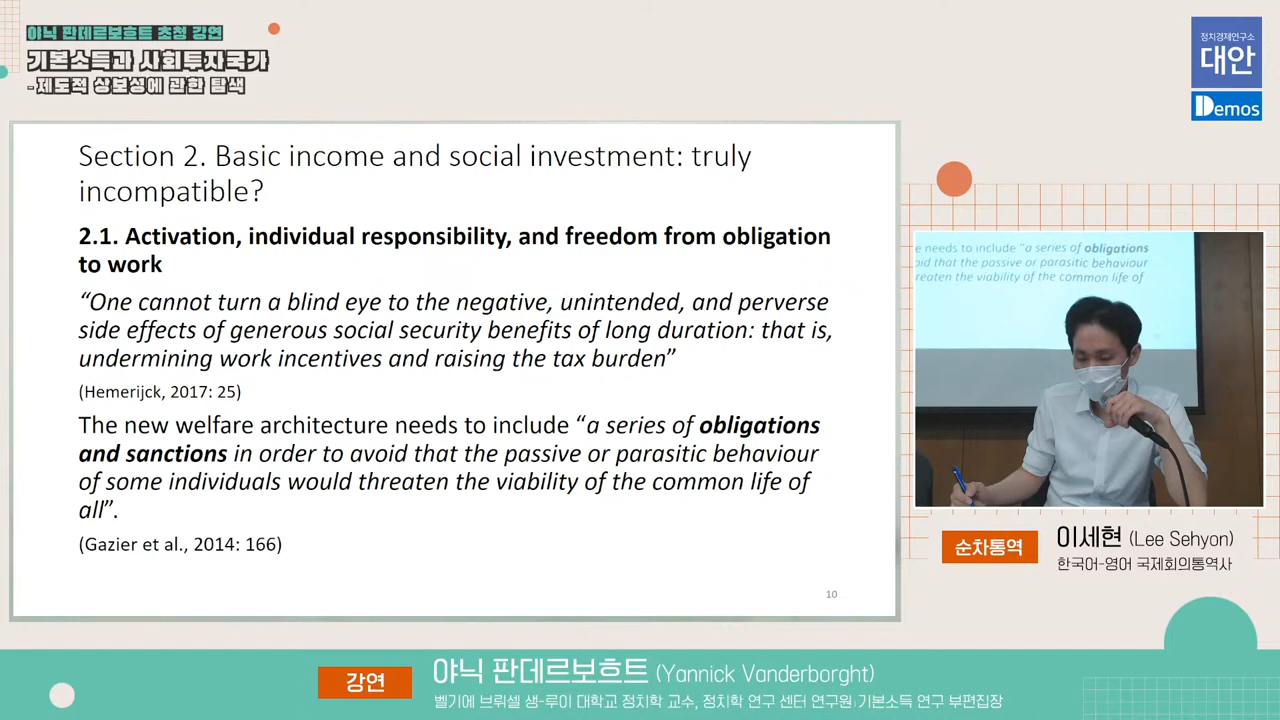 야닉 판데르보흐트 초청 강연
기본소득과 사회투자국가
- 제도적 상보성에 관한 탐색
정치경제연구소
대안
Demos
Section 2. Basic income and social investment: truly
incompatible?
2.1. Activation, individual responsibility, and freedom from obligation
to work
“One cannot turn a blind eye to the negative, unintended, and perverse
side effects of generous social security benefits of long duration: that is,
undermining work incentives and raising the tax burden”
(Hemerijck, 2017: 25)
The new welfare architecture needs to include “a series of obligations
and sanctions in order to avoid that the passive or parasitic behaviour
of some individuals would threaten the viability of the common life of
all”.
(Gazier et al., 2014: 166)
10
e needs to include “a series of obligations
oid that the passive or parasitic behaviour
reaten the viability of the common life of
순차통역
이세현 (Lee Sehyon)
한국어-영어 국제회의통역사
강연
야닉 판데르보흐트 (Yannick Vanderborght)
벨기에 브뤼셀 생-루이 대학교 정치학 교수, 정치학 연구 센터 연구원, 기본소득 연구 부편집장